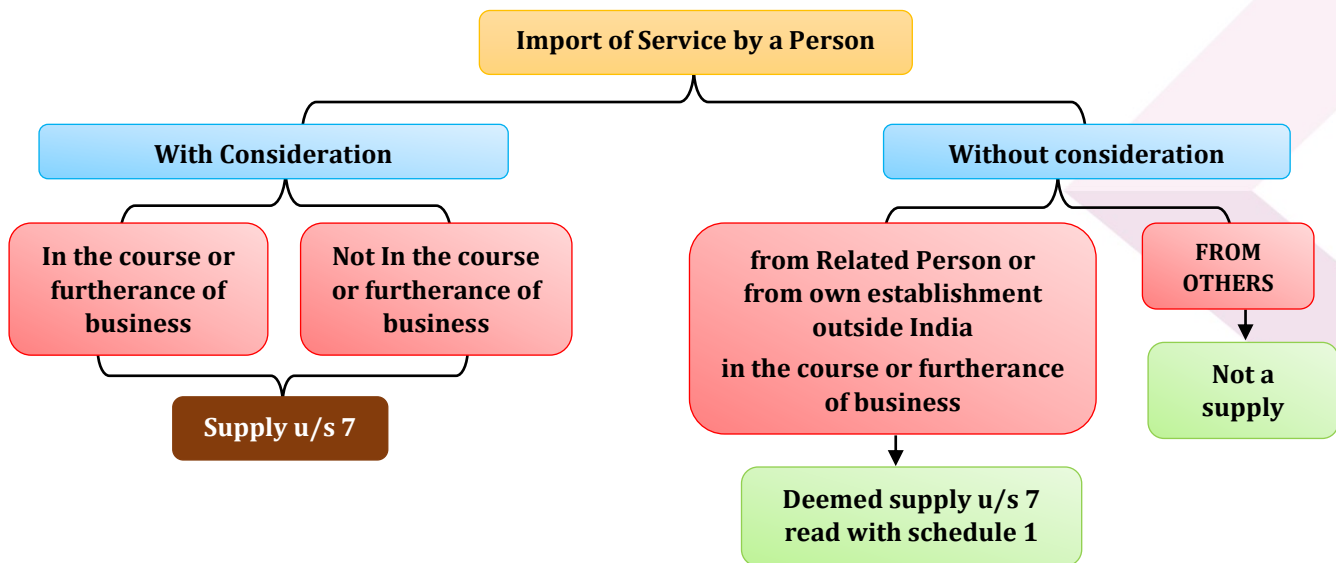 Import of Service by a Person
With Consideration
Without consideration
In the course or
furtherance of
business
Not In the course
or furtherance of
business
from Related Person or
from own establishment
outside India
in the course or furtherance
of business
FROM
OTHERS
Supply u/s 7
Not a
supply
Deemed supply u/s 7
read with schedule 1